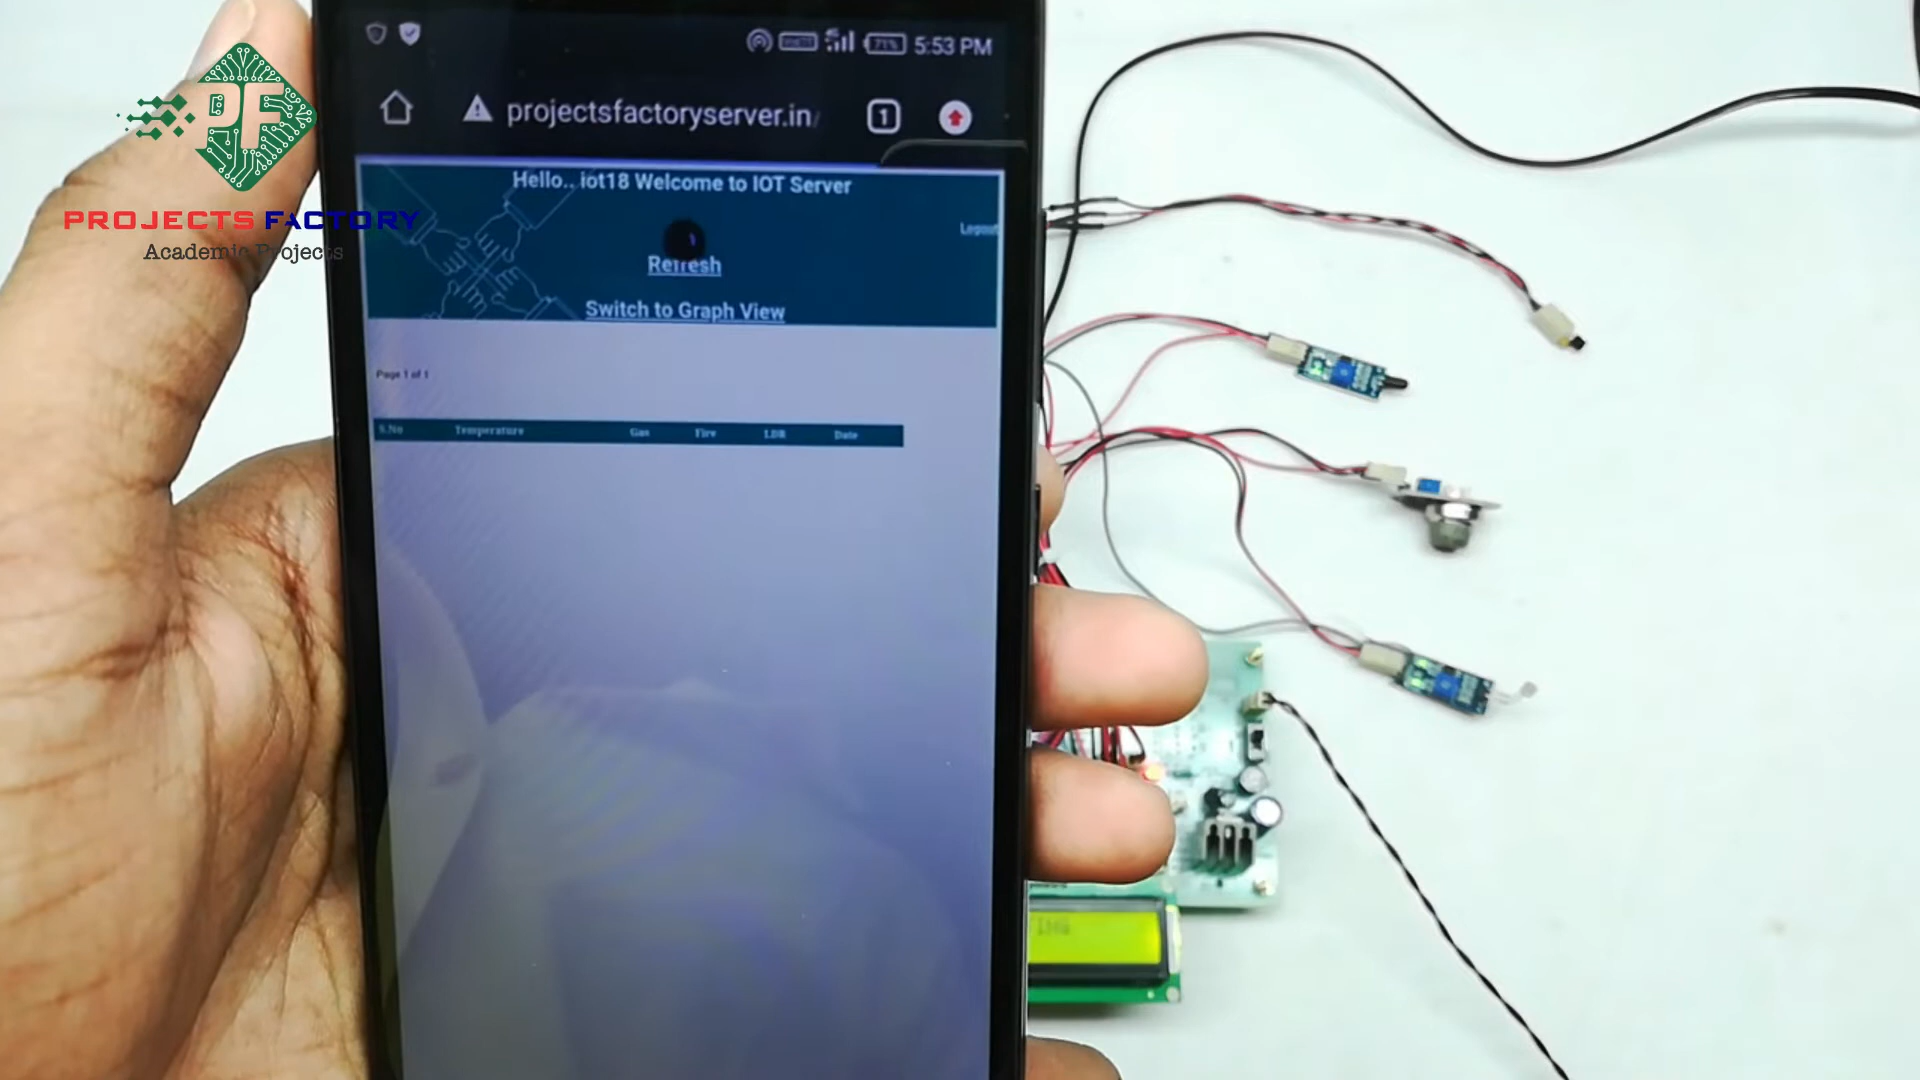 5:53 PM
71%
projectsfactoryserver.in/
1
PF
PROJECTS FACTORY
Academic Projects
Hello.. iot18 Welcome to IOT Server
Logout
Refresh
Switch to Graph View
Page 1 of 1
S.No Temperature Gas Fire LDR Date